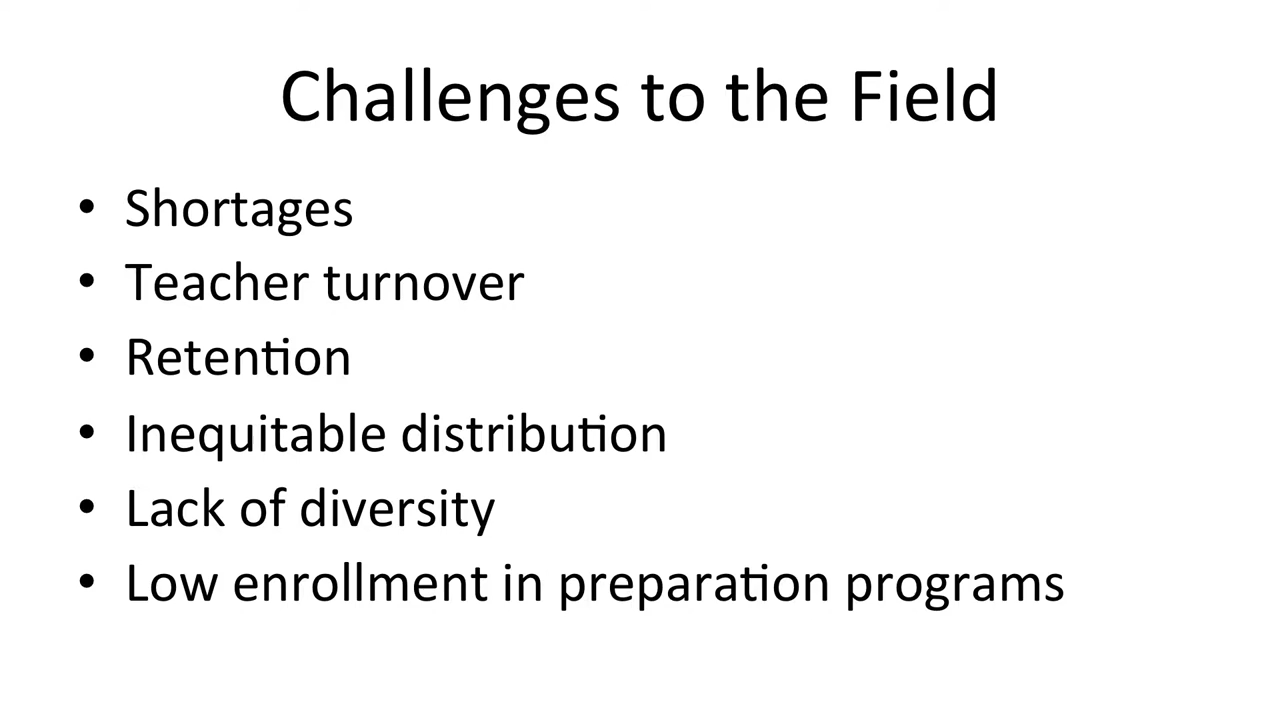 Challenges to the Field
• Shortages
• Teacher turnover
• Retention
• Inequitable distribution
• Lack of diversity
• Low enrollment in preparation programs